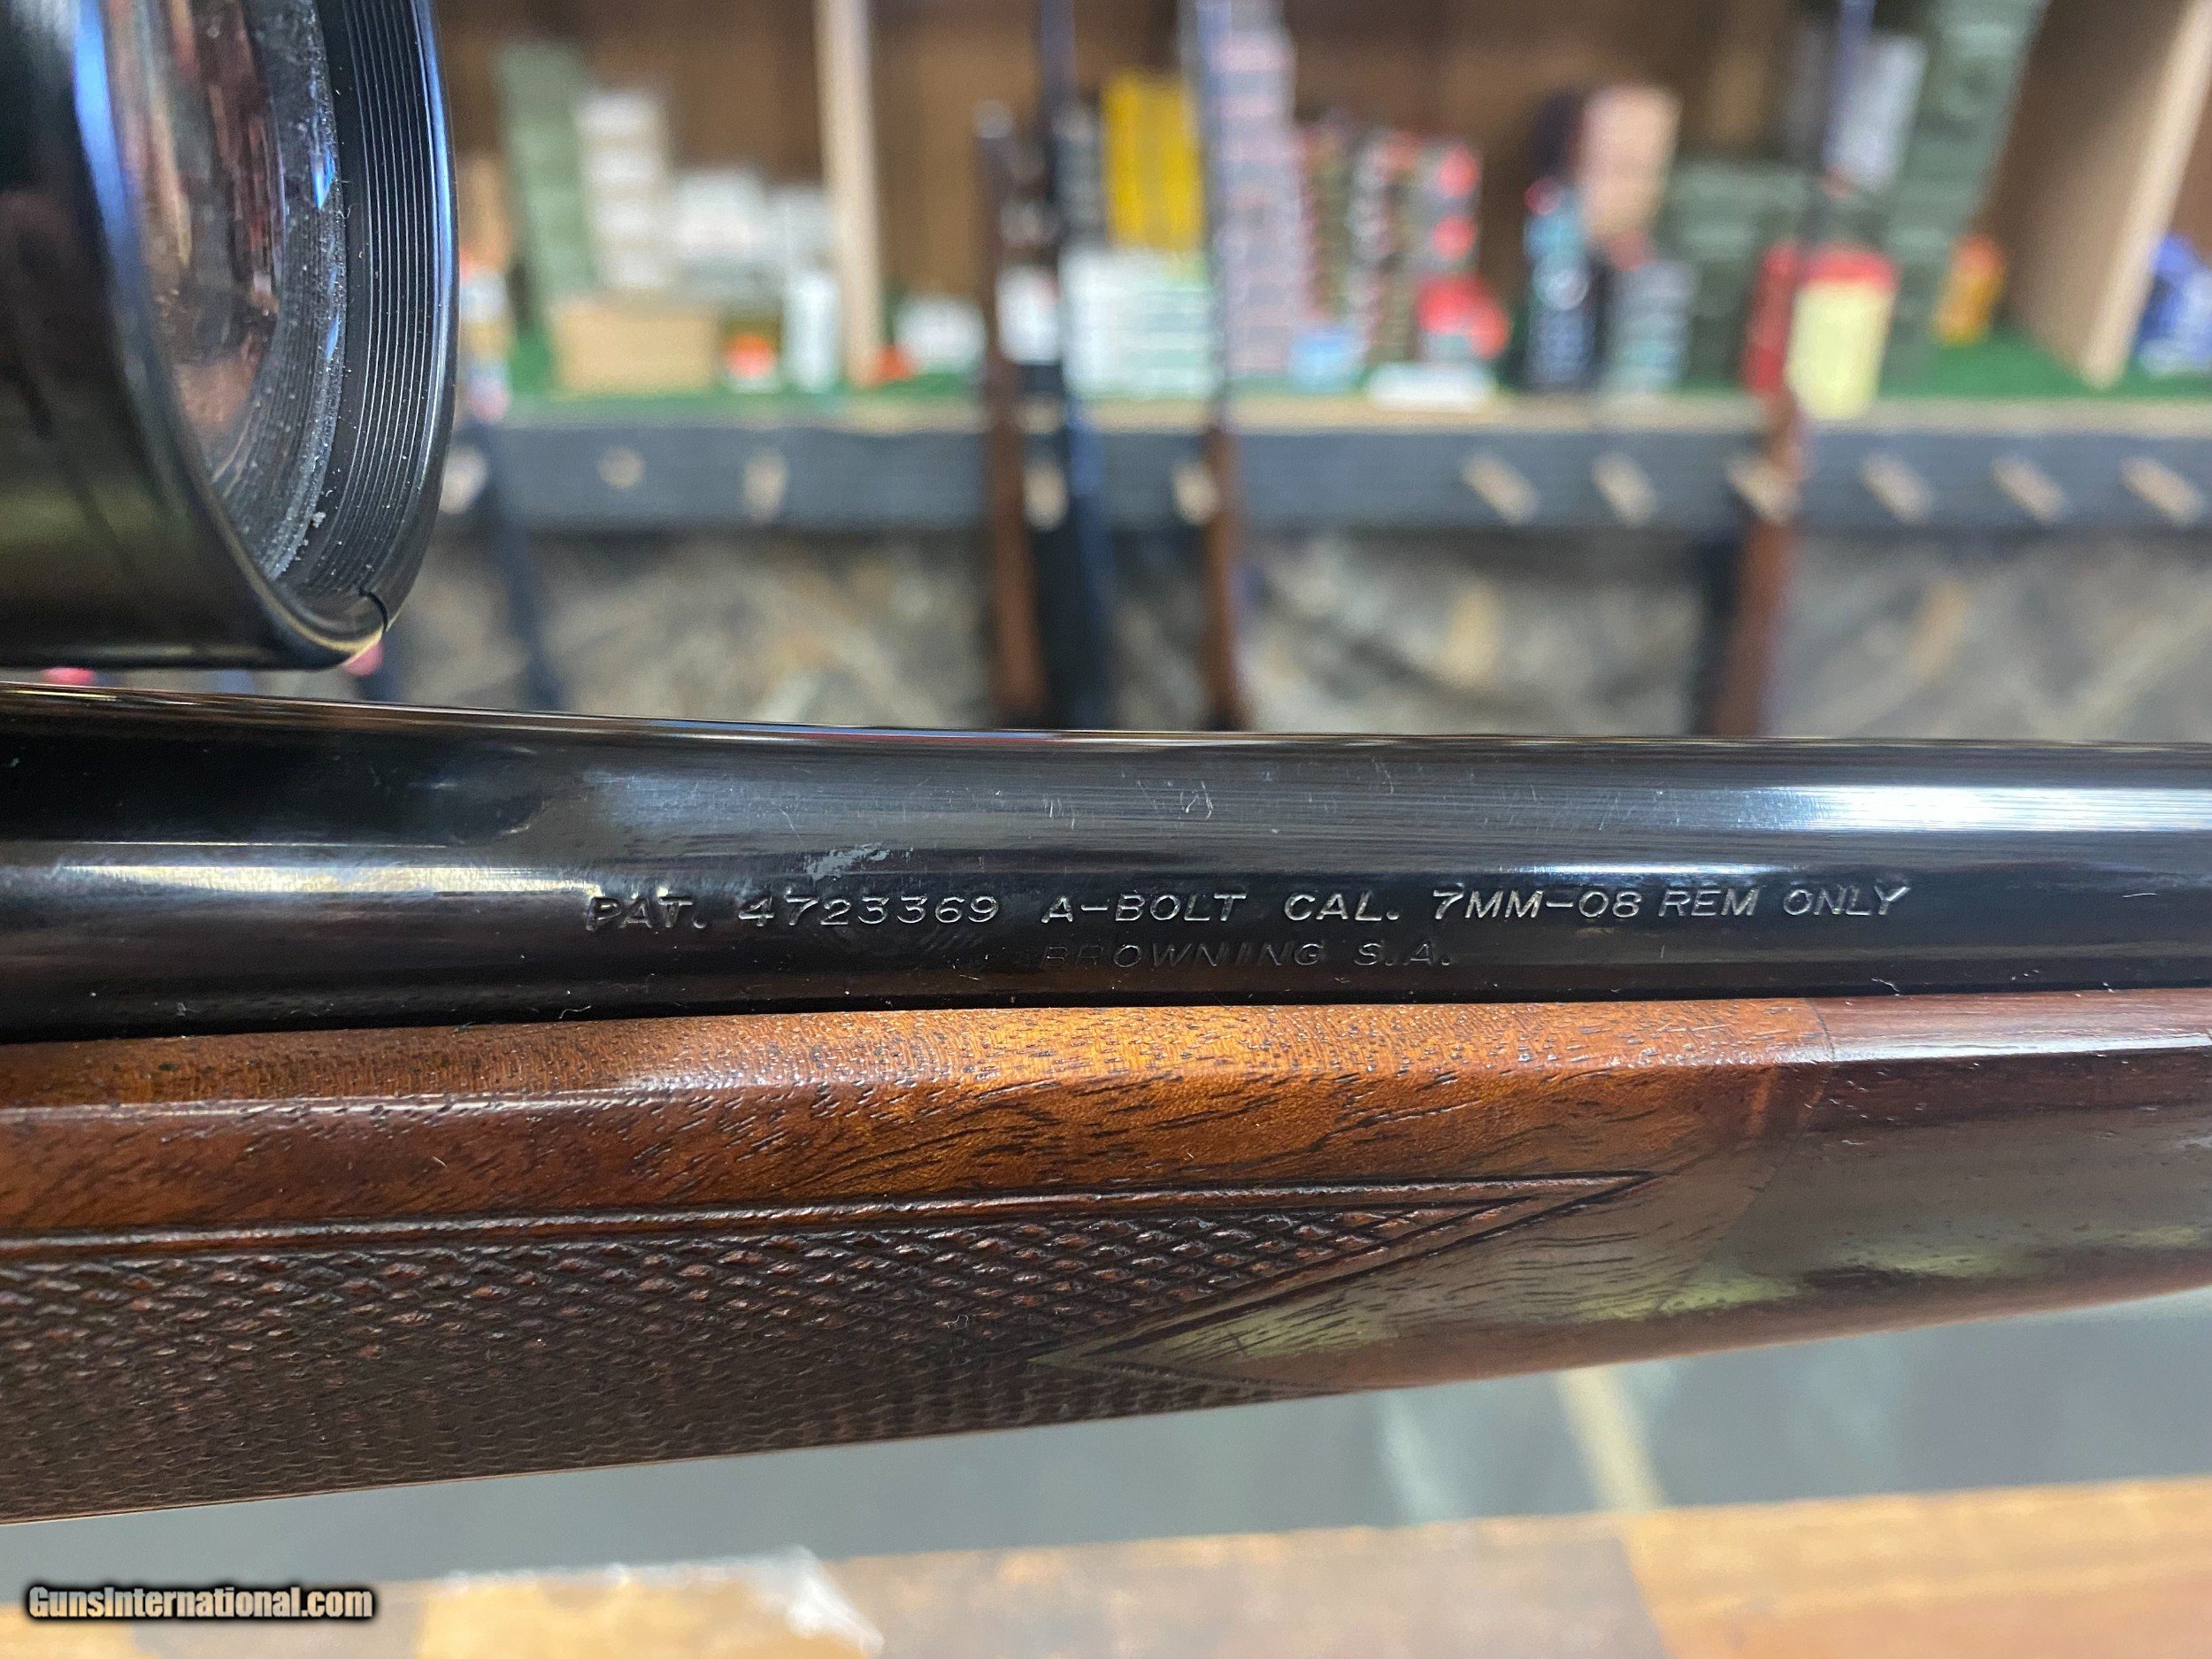 PAT. 4723369 A-BOLT CAL. 7MM-08 REM ONLY
BROWNING S.A.
GunsInternational.com